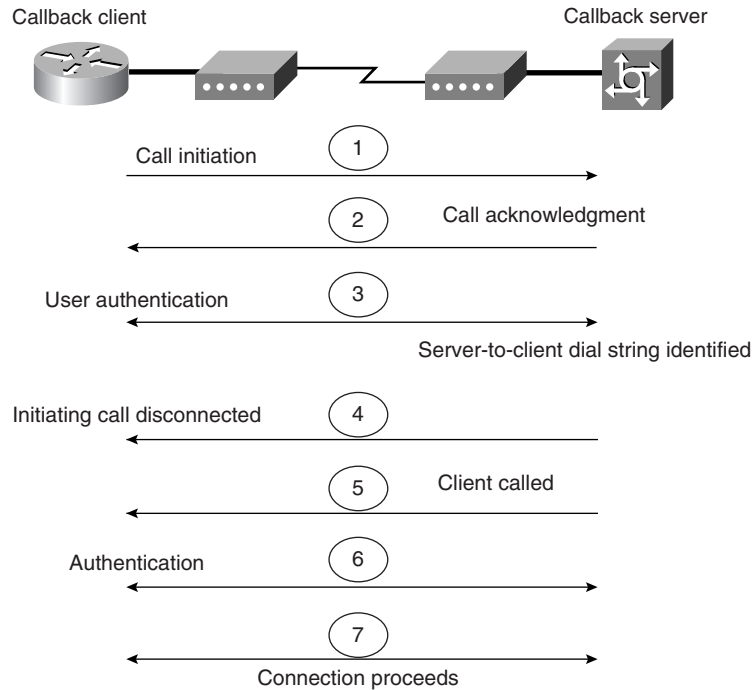 Callback client
Callback server
1
Call initiation
2
Call acknowledgment
3
User authentication
Server-to-client dial string identified
4
Initiating call disconnected
5
Client called
6
Authentication
7
Connection proceeds